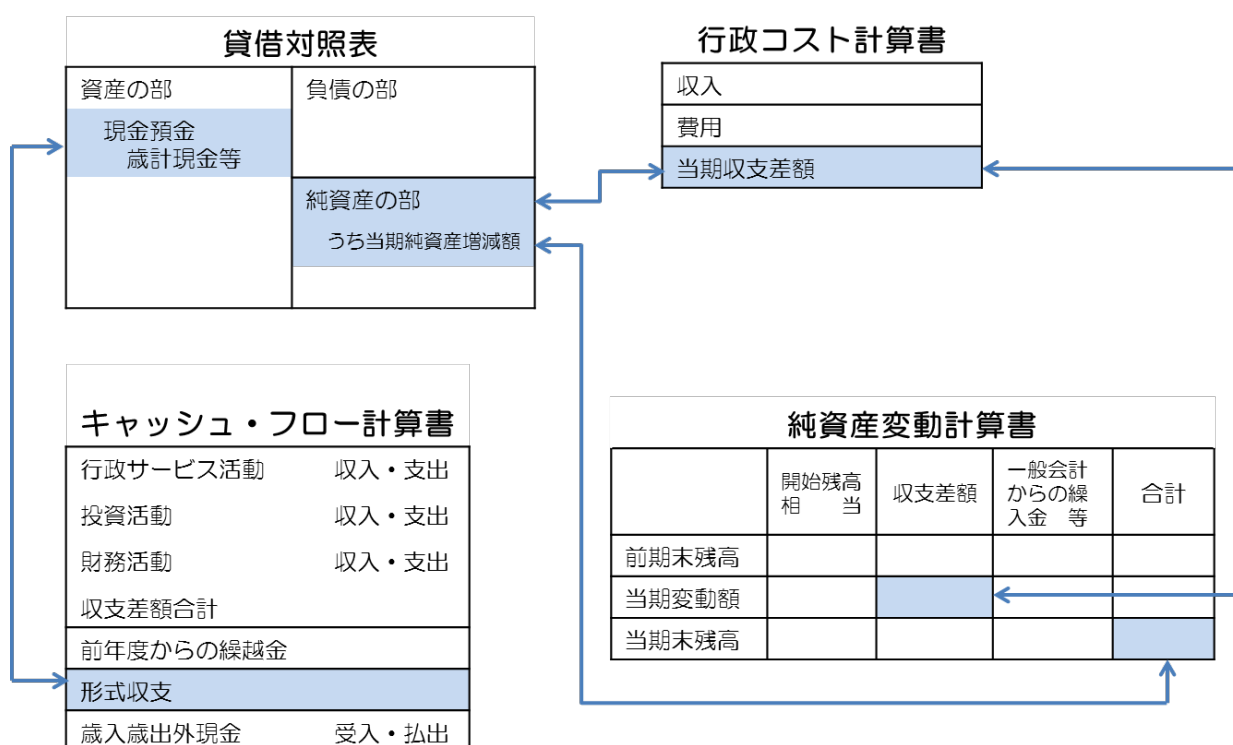 貸借対照表
資産の部
現金預金
歳計現金等
負債の部
純資産の部
うち当期純資産増減額
行政コスト計算書
収入
費用
当期収支差額
キャッシュ・フロー計算書
行政サービス活動 収入・支出
投資活動 収入・支出
財務活動 収入・支出
収支差額合計
前年度からの繰越金
形式収支
歳入歳出外現金 受入・払出
純資産変動計算書
開始残高
相 当
収支差額
一般会計
からの繰
入金 等
合計
前期末残高
当期変動額
当期末残高